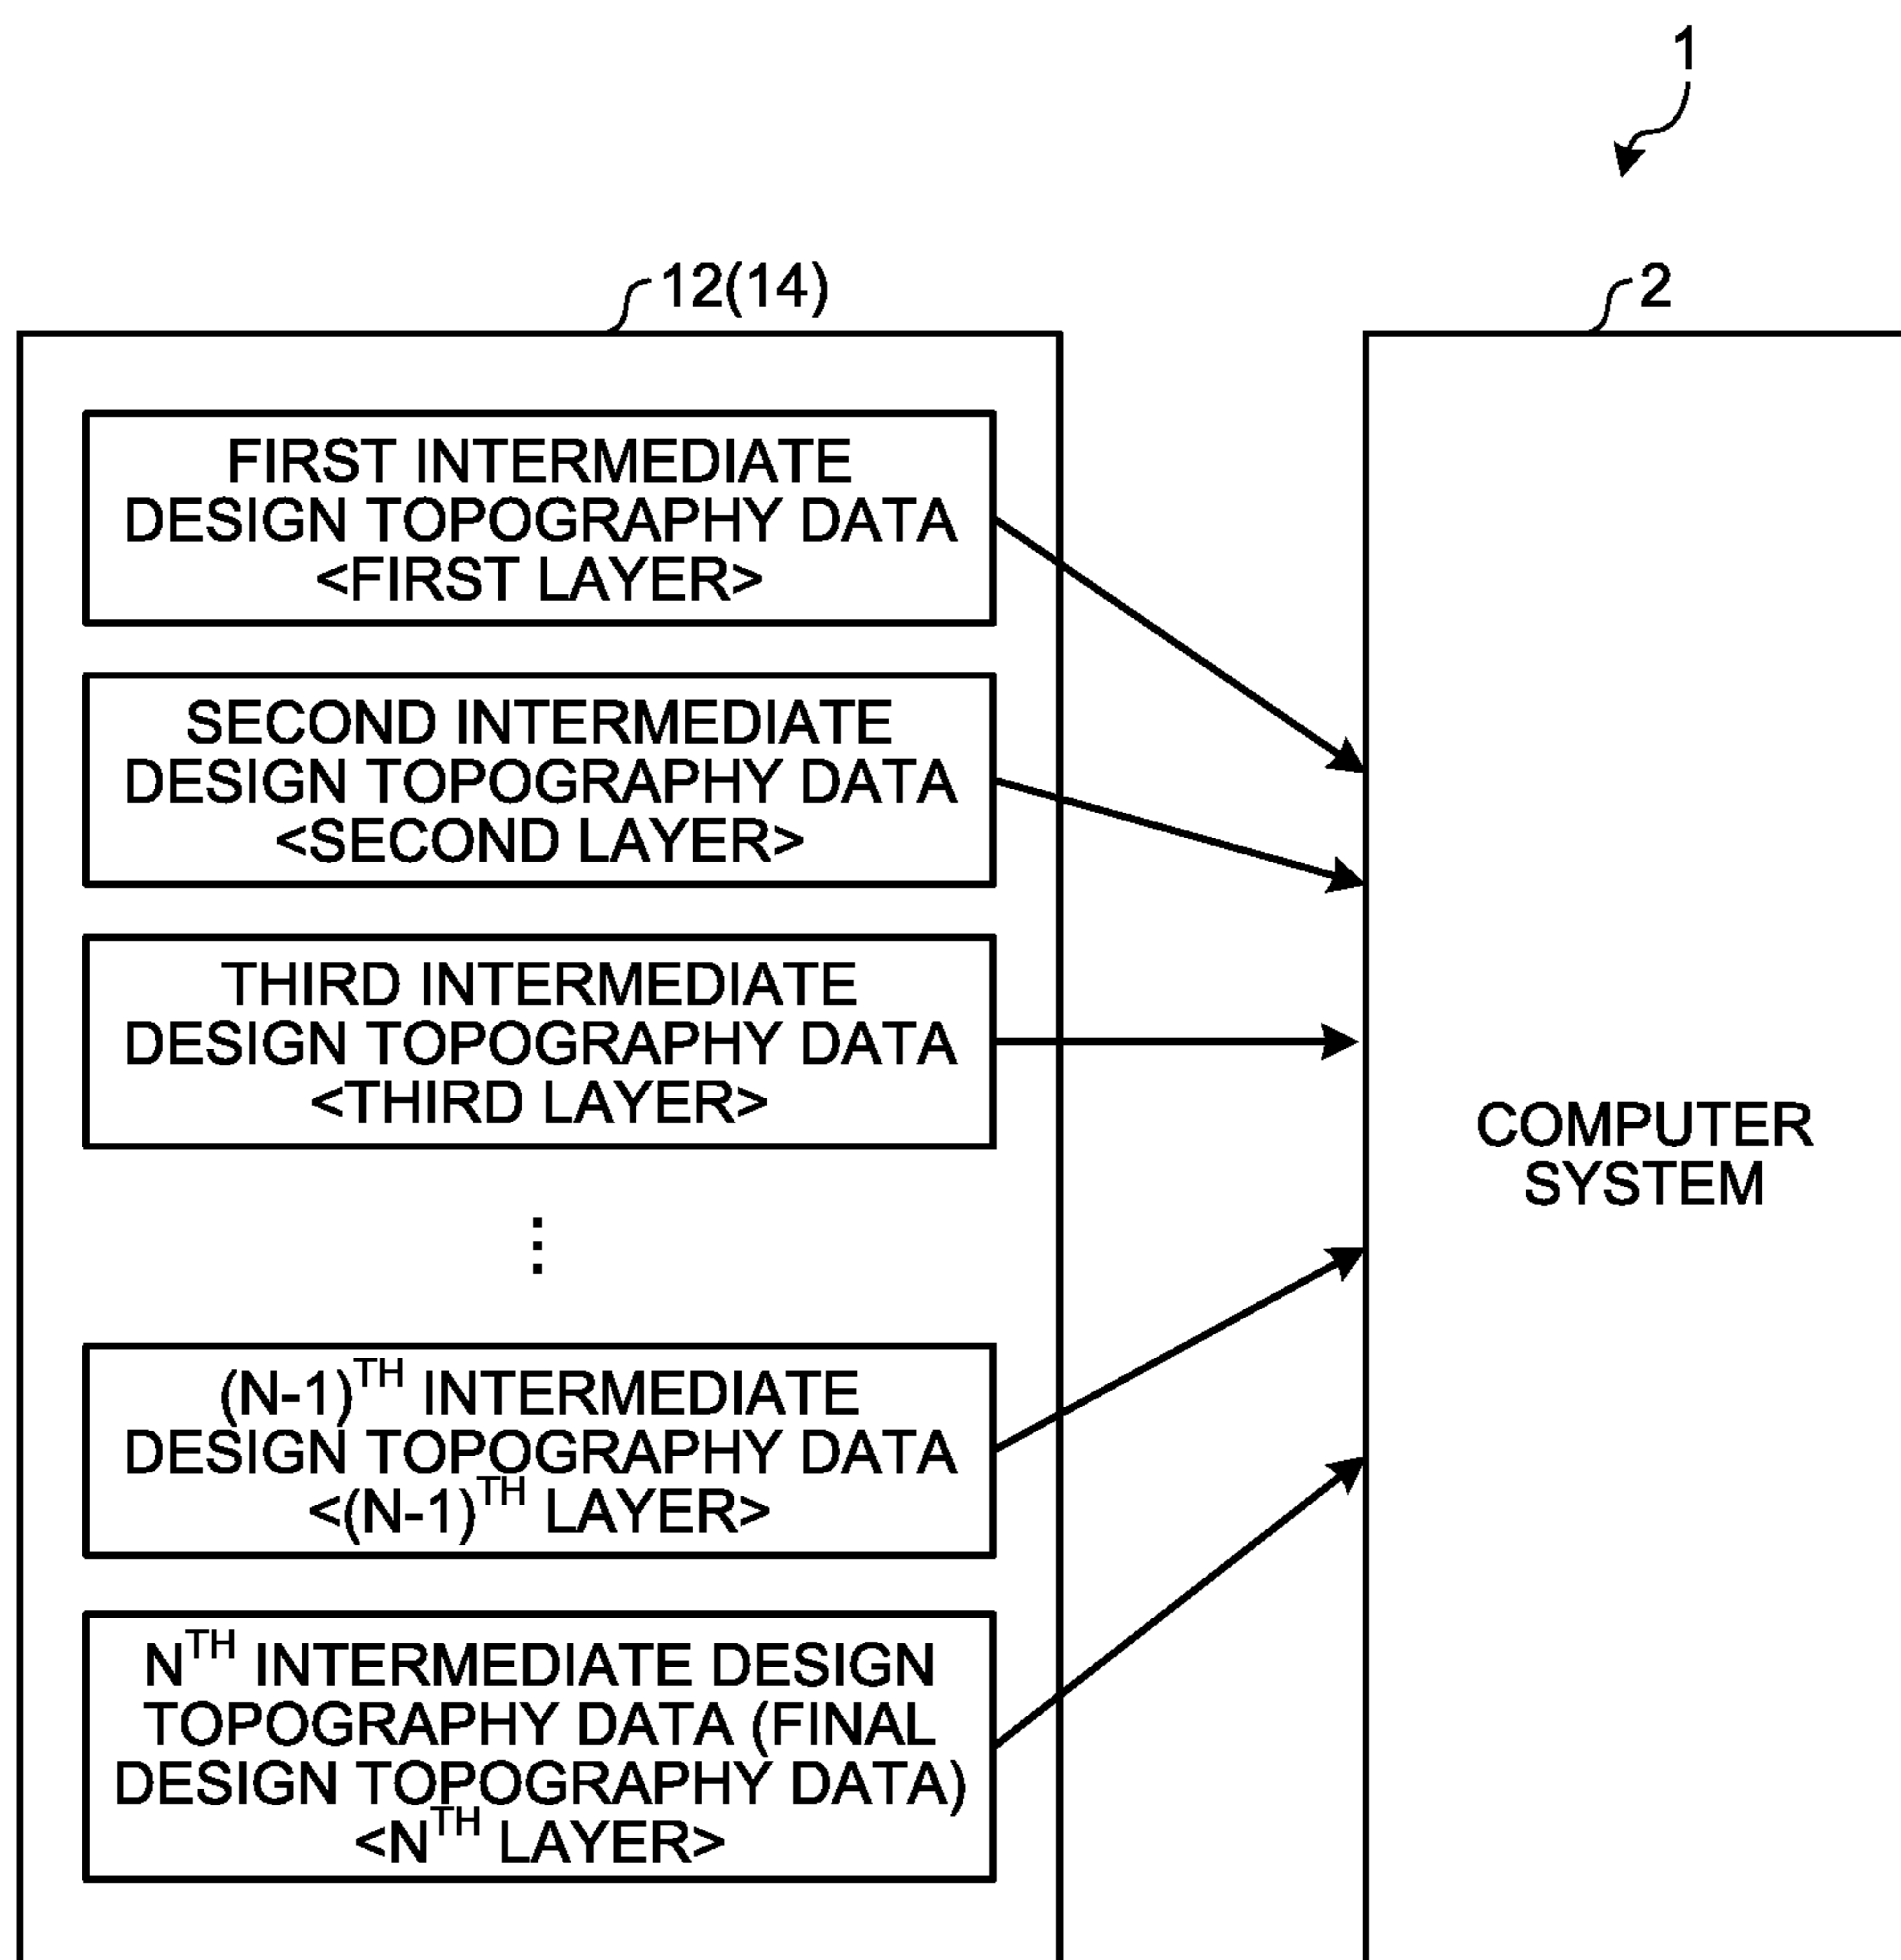 1
12(14)
2
FIRST INTERMEDIATE
DESIGN TOPOGRAPHY DATA
<FIRST LAYER>
SECOND INTERMEDIATE
DESIGN TOPOGRAPHY DATA
<SECOND LAYER>
THIRD INTERMEDIATE
DESIGN TOPOGRAPHY DATA
<THIRD LAYER>
⋮
(N-1)TH INTERMEDIATE
DESIGN TOPOGRAPHY DATA
<(N-1)TH LAYER>
NTH INTERMEDIATE DESIGN
TOPOGRAPHY DATA (FINAL
DESIGN TOPOGRAPHY DATA)
<NTH LAYER>
COMPUTER
SYSTEM